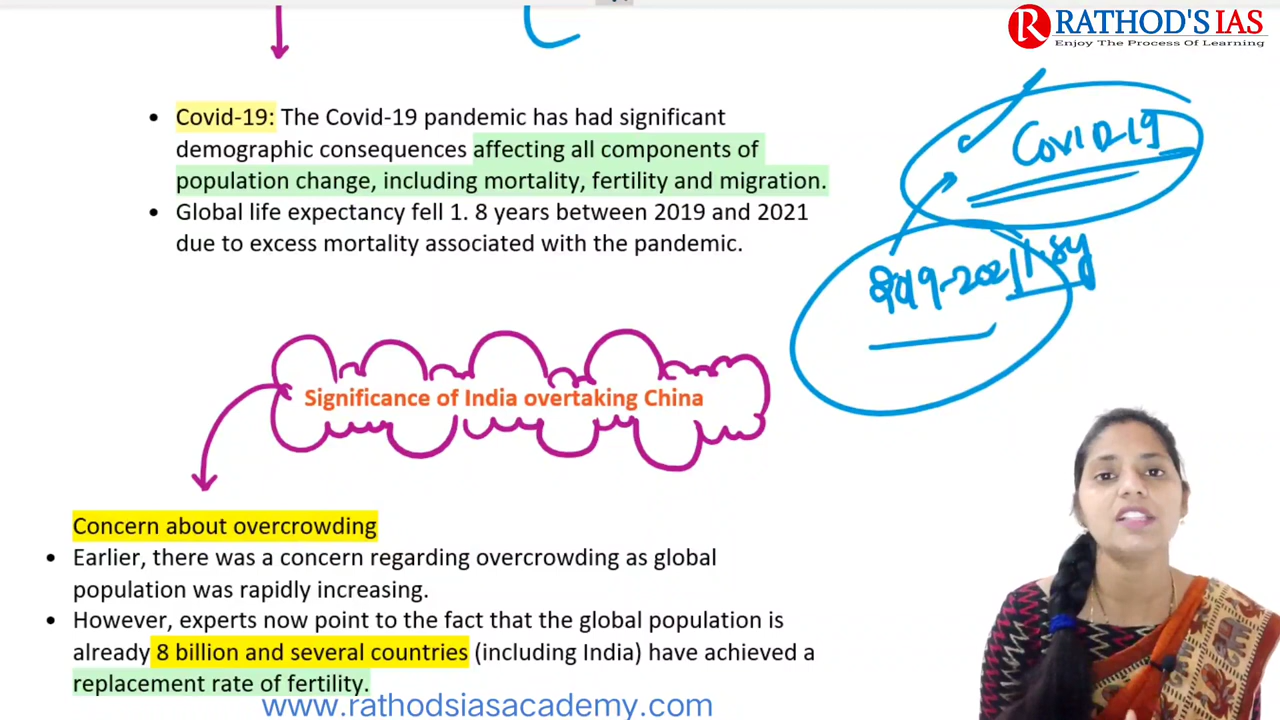 RATHOD'S IAS
Enjoy The Process Of Learning
• Covid-19: The Covid-19 pandemic has had significant
demographic consequences affecting all components of
population change, including mortality, fertility and migration.
• Global life expectancy fell 1. 8 years between 2019 and 2021
due to excess mortality associated with the pandemic.
Covid-19
2019-2021
Significance of India overtaking China
Concern about overcrowding
• Earlier, there was a concern regarding overcrowding as global
population was rapidly increasing.
• However, experts now point to the fact that the global population is
already 8 billion and several countries (including India) have achieved a
replacement rate of fertility.
www.rathodsiasacademy.com